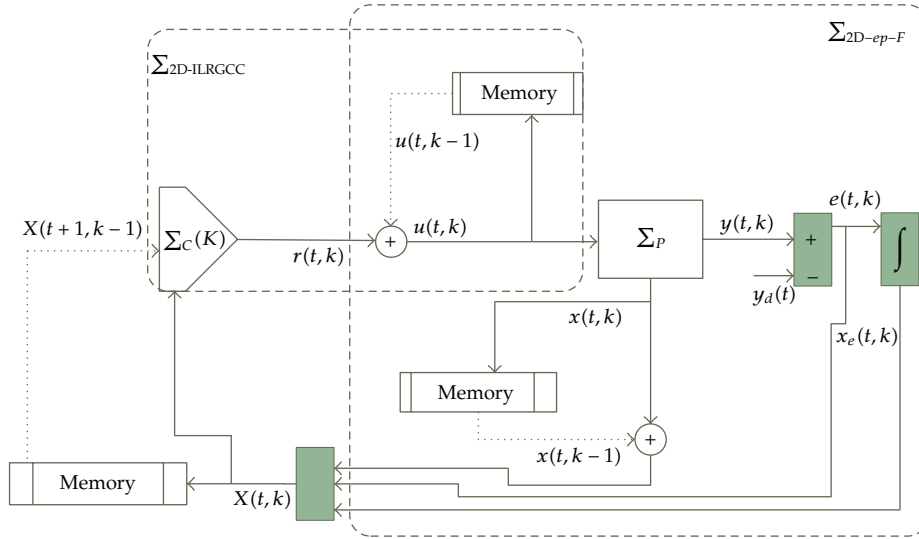 Σ2D-ILRGCC
Σ2D–ep–F
Memory
u(t, k−1)
X(t+1, k−1)
ΣC(K)
r(t, k)
+
u(t, k)
ΣP
y(t, k)
e(t, k)
+
−
∫
yd(t)
x(t, k)
xe(t, k)
Memory
x(t, k−1)
+
Memory
X(t, k)